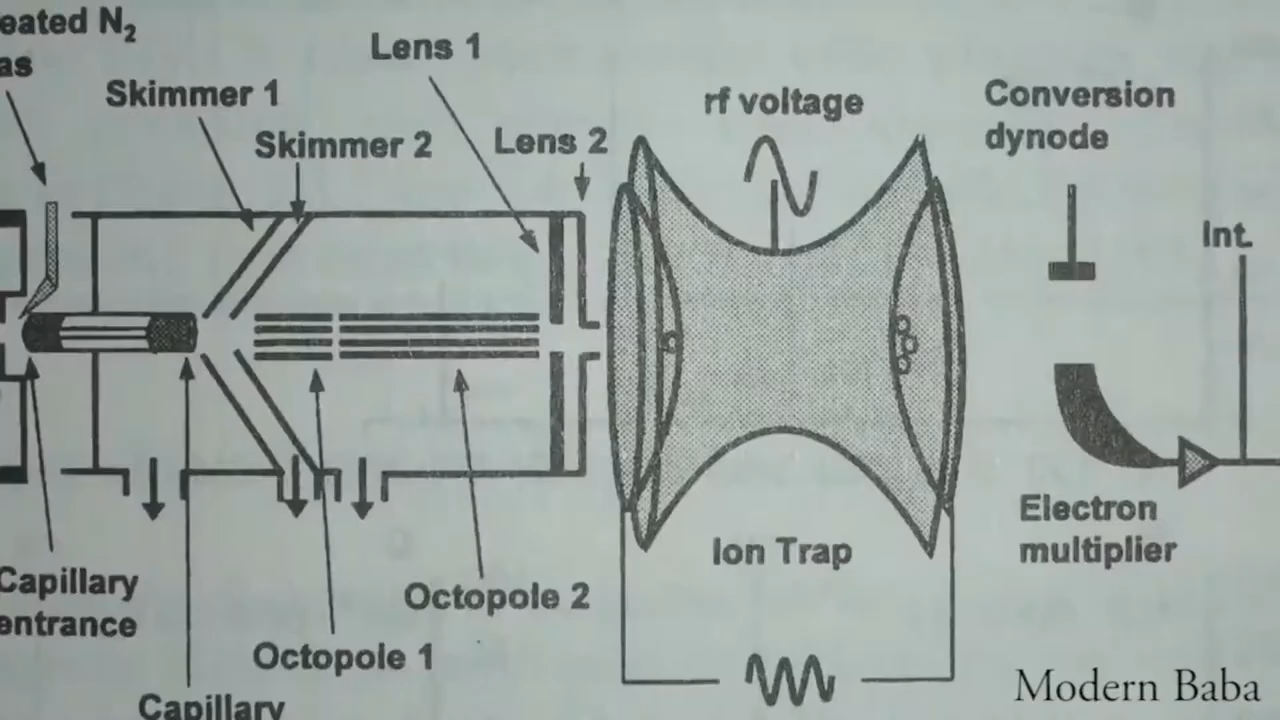 eated N2
as
Skimmer 1
Skimmer 2
Lens 1
Lens 2
rf voltage
Conversion
dynode
Int.
Electron
multiplier
Ion Trap
Octopole 2
Octopole 1
Capillary
entrance
Capillary
Modern Baba